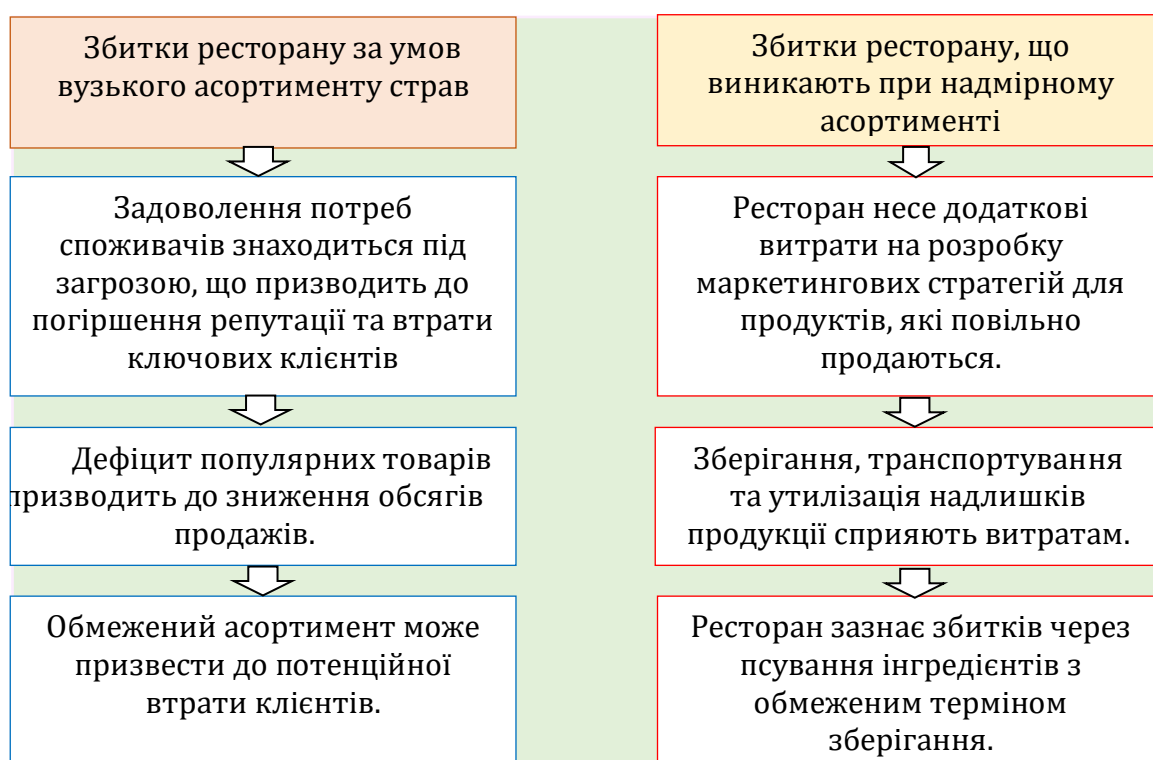 Збитки ресторану за умов
вузького асортименту страв
Задоволення потреб
споживачів знаходиться під
загрозою, що призводить до
погіршення репутації та втрати
ключових клієнтів
Дефіцит популярних товарів
призводить до зниження обсягів
продажів.
Обмежений асортимент може
призвести до потенційної
втрати клієнтів.
Збитки ресторану, що
виникають при надмірному
асортименті
Ресторан несе додаткові
витрати на розробку
маркетингових стратегій для
продуктів, які повільно
продаються.
Зберігання, транспортування
та утилізація надлишків
продукції сприяють витратам.
Ресторан зазнає збитків через
псування інгредієнтів з
обмеженим терміном
зберігання.